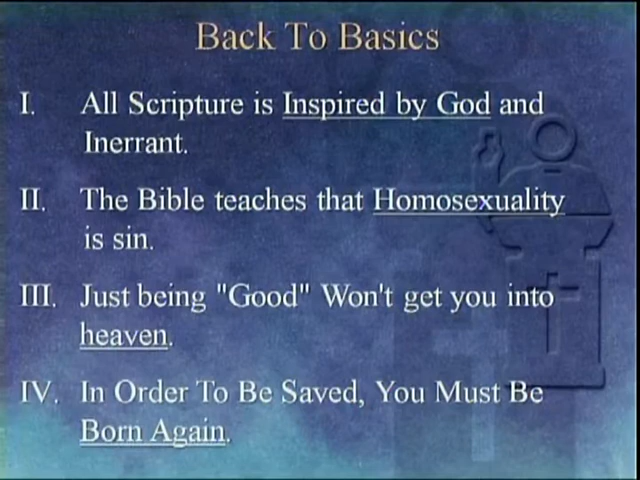 Back To Basics
I. All Scripture is Inspired by God and
Inerrant.
II. The Bible teaches that Homosexuality
is sin.
III. Just being "Good" Won't get you into
heaven.
IV. In Order To Be Saved, You Must Be
Born Again.